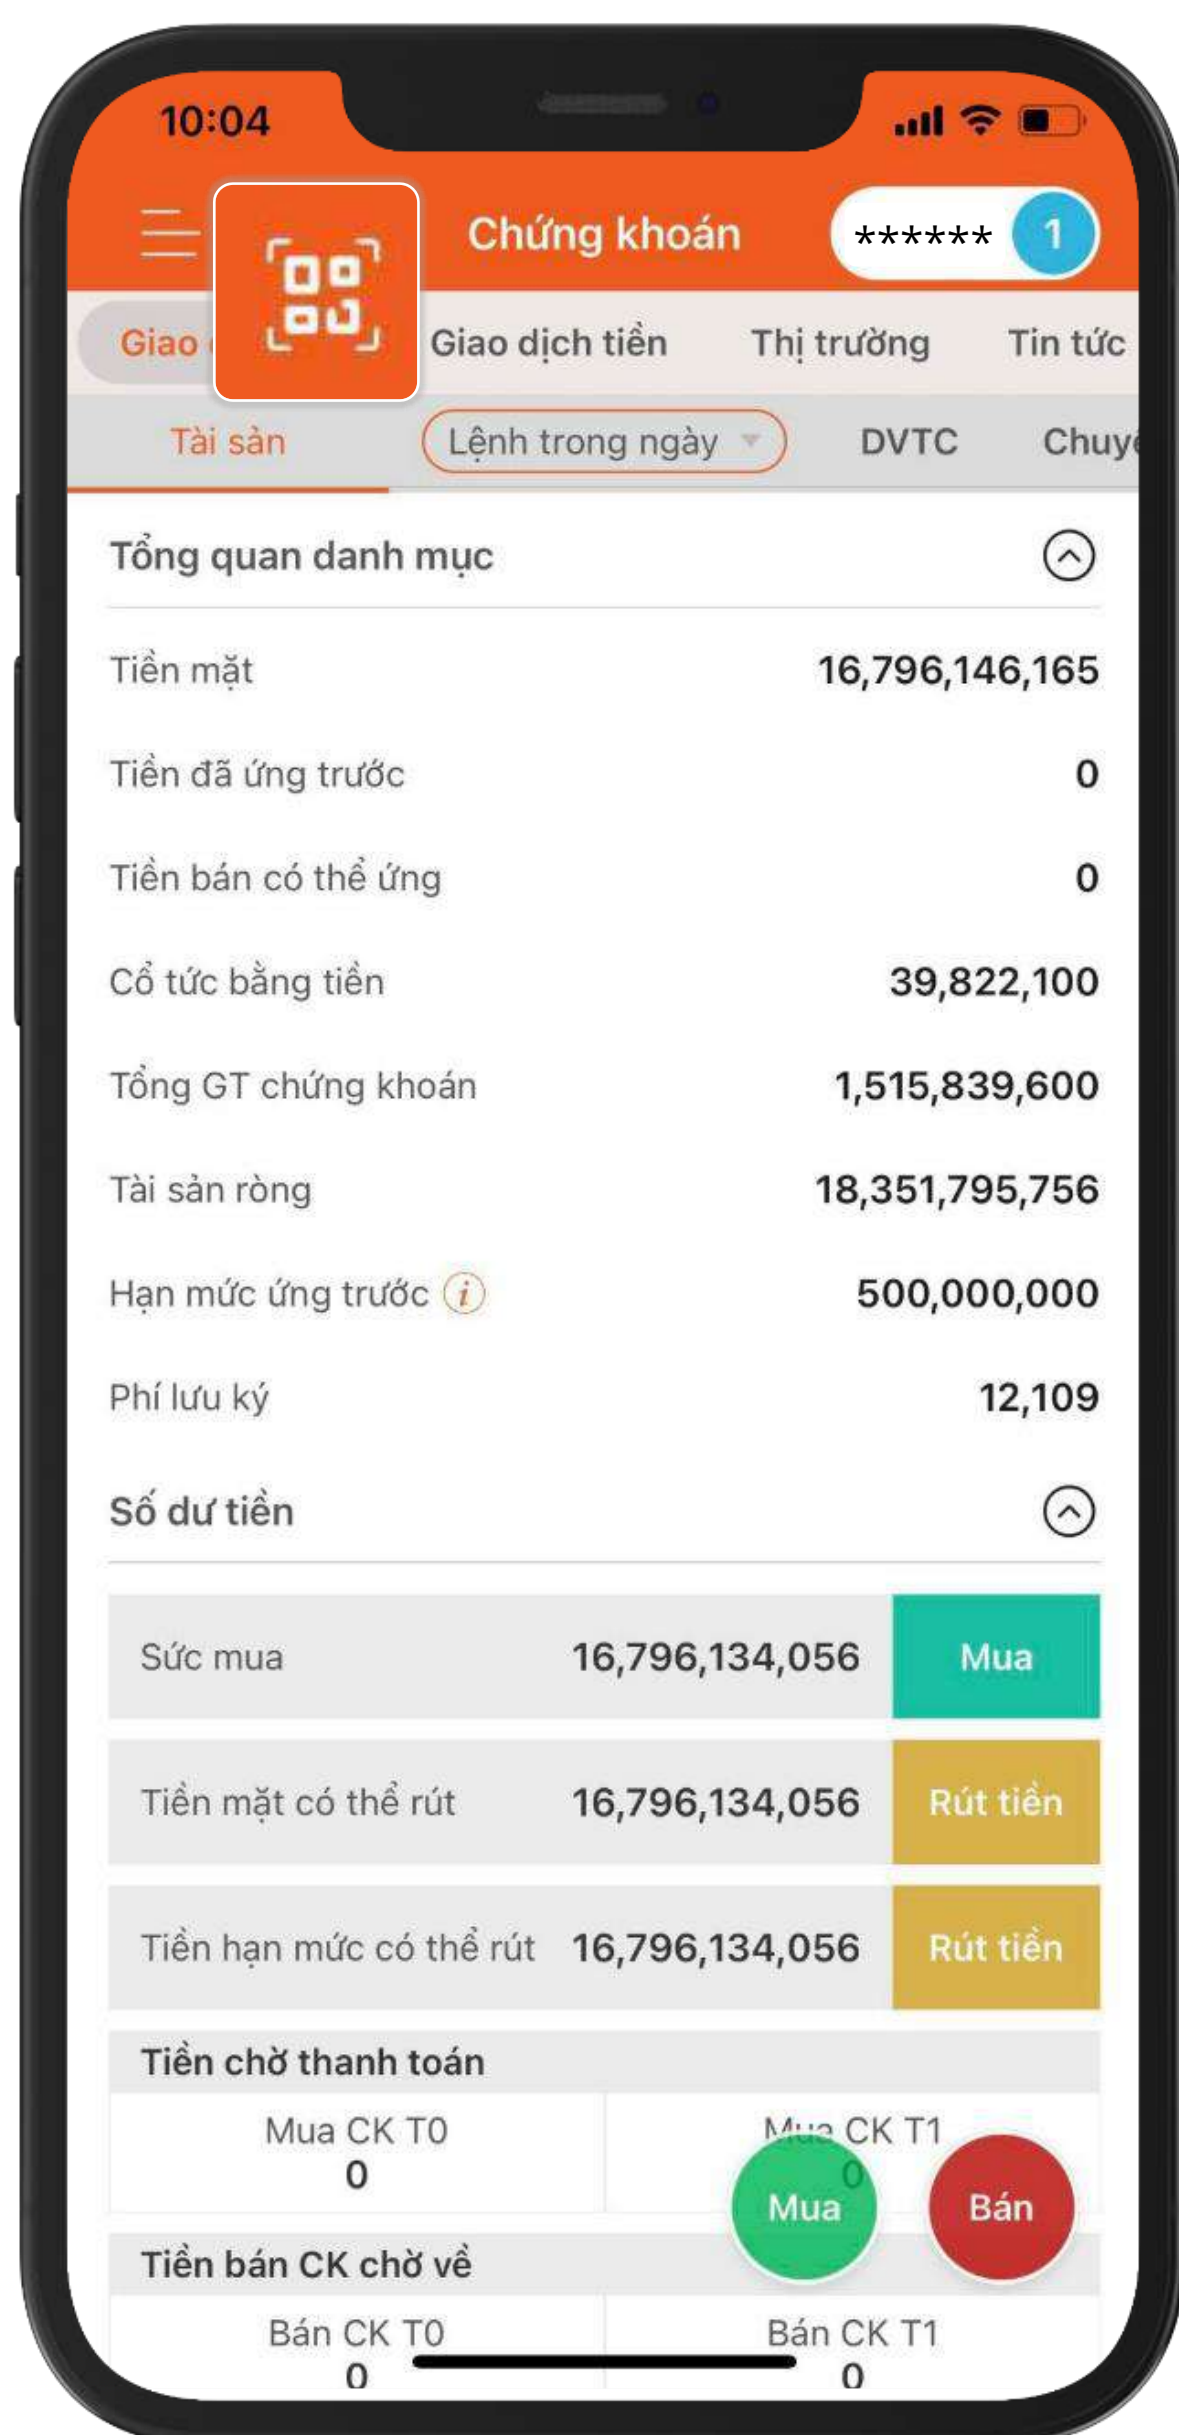 10:04
Chứng khoán
****** 1
Giao
Giao dịch tiền
Thị trường
Tin tức
Tài sản
Lệnh trong ngày
DVTC
Chuyể
Tổng quan danh mục
Tiền mặt 16,796,146,165
Tiền đã ứng trước 0
Tiền bán có thể ứng 0
Cổ tức bằng tiền 39,822,100
Tổng GT chứng khoán 1,515,839,600
Tài sản ròng 18,351,795,756
Hạn mức ứng trước i 500,000,000
Phí lưu ký 12,109
Số dư tiền
Sức mua 16,796,134,056 Mua
Tiền mặt có thể rút 16,796,134,056 Rút tiền
Tiền hạn mức có thể rút 16,796,134,056 Rút tiền
Tiền chờ thanh toán
Mua CK T0 Mua CK T1
0 0
Mua Bán
Tiền bán CK chờ về
Bán CK T0 Bán CK T1
0 0